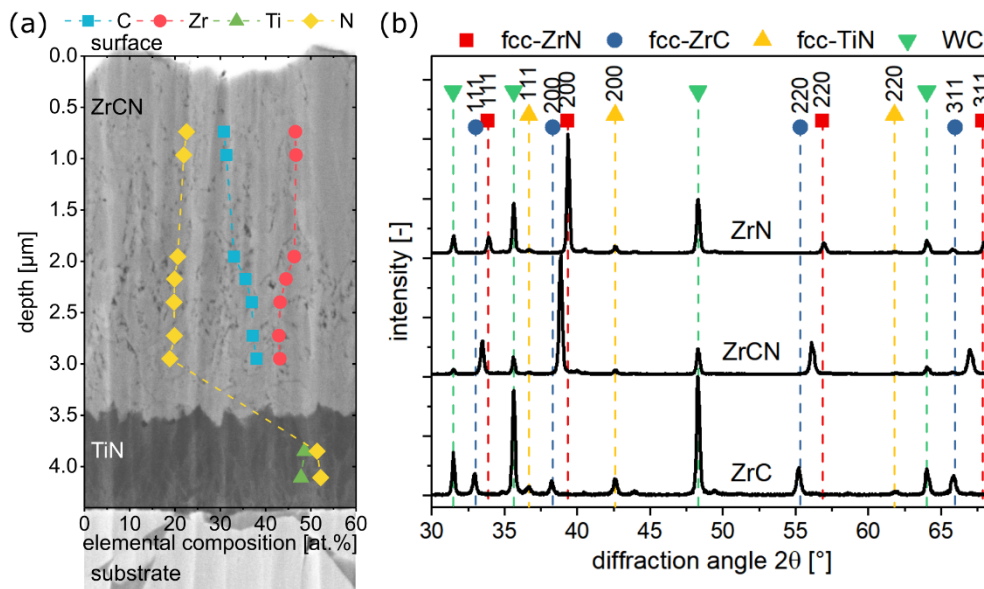 (a)
C Zr Ti N
surface
ZrCN
TiN
substrate
0.0
0.5
1.0
1.5
2.0
2.5
3.0
3.5
4.0
depth [µm]
0 10 20 30 40 50 60
elemental composition [at.%]
(b)
fcc-ZrN fcc-ZrC fcc-TiN WC
111 111 111 200 200 200 220 220 220 311 311
ZrN
ZrCN
ZrC
intensity [-]
30 35 40 45 50 55 60 65
diffraction angle 2θ [°]